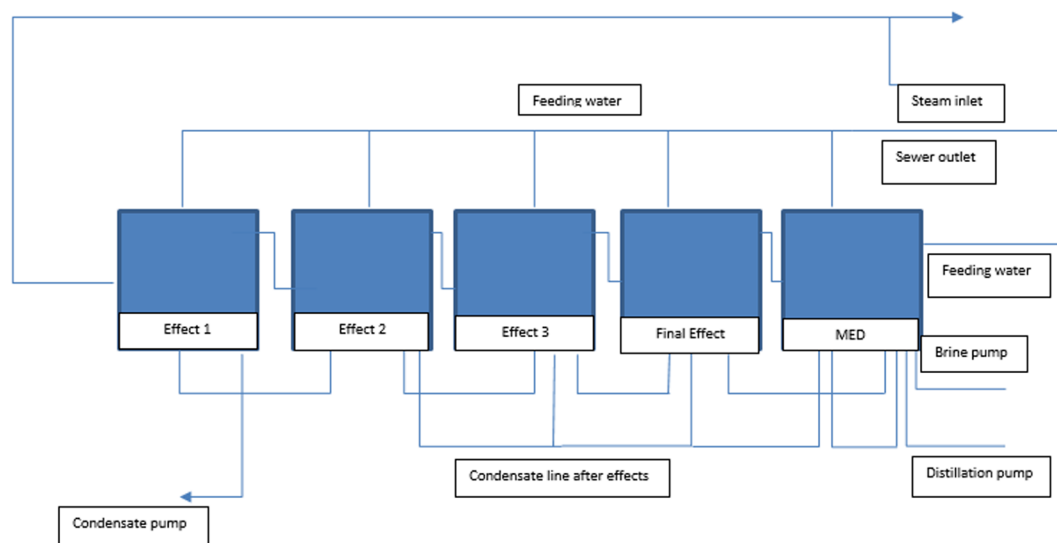 Feeding water
Steam inlet
Sewer outlet
Feeding water
Effect 1
Effect 2
Effect 3
Final Effect
MED
Brine pump
Condensate line after effects
Distillation pump
Condensate pump